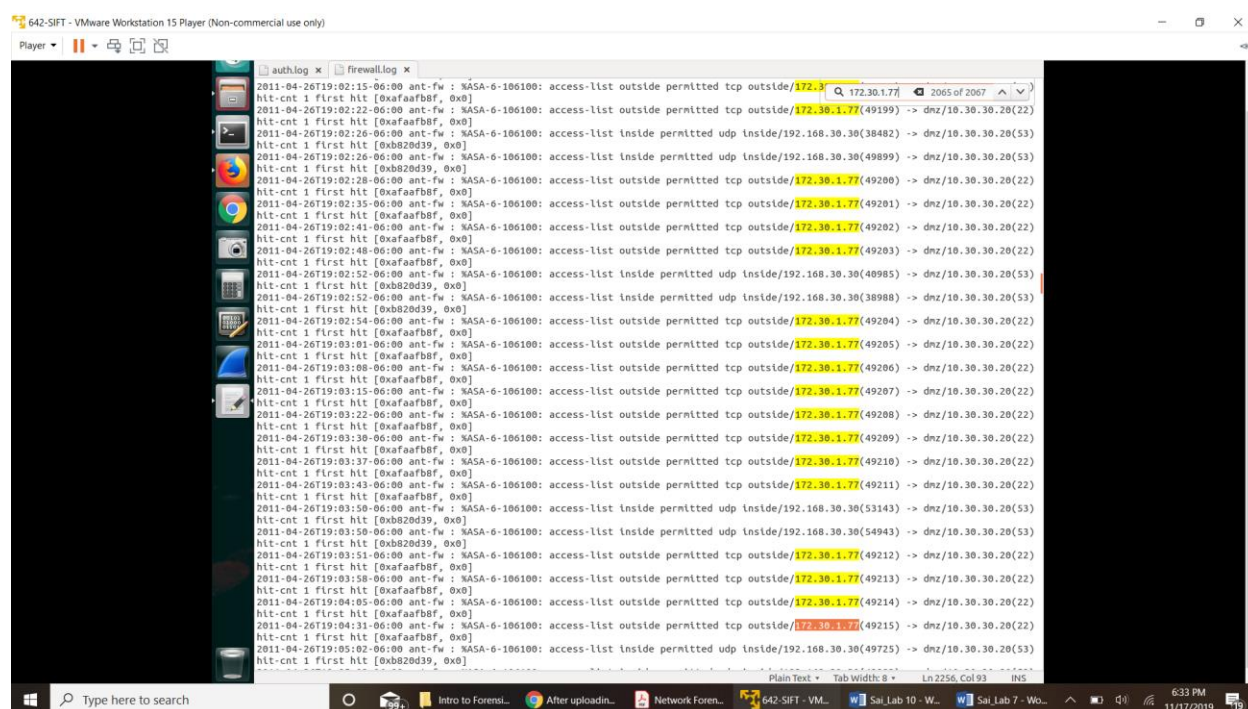 642-SIFT - VMware Workstation 15 Player (Non-commercial use only)
Player
auth.log × firewall.log ×
172.30.1.77 2065 of 2067
2011-04-26T19:02:15-06:00 ant-fw : %ASA-6-106100: access-list outside permitted tcp outside/172.3
hit-cnt 1 first hit [0xafaafb8f, 0x0]
2011-04-26T19:02:22-06:00 ant-fw : %ASA-6-106100: access-list outside permitted tcp outside/172.30.1.77(49199) -> dmz/10.30.30.20(22)
hit-cnt 1 first hit [0xafaafb8f, 0x0]
2011-04-26T19:02:26-06:00 ant-fw : %ASA-6-106100: access-list inside permitted udp inside/192.168.30.30(38482) -> dmz/10.30.30.20(53)
hit-cnt 1 first hit [0xb820d39, 0x0]
2011-04-26T19:02:26-06:00 ant-fw : %ASA-6-106100: access-list inside permitted udp inside/192.168.30.30(49899) -> dmz/10.30.30.20(53)
hit-cnt 1 first hit [0xb820d39, 0x0]
2011-04-26T19:02:28-06:00 ant-fw : %ASA-6-106100: access-list outside permitted tcp outside/172.30.1.77(49200) -> dmz/10.30.30.20(22)
hit-cnt 1 first hit [0xafaafb8f, 0x0]
2011-04-26T19:02:35-06:00 ant-fw : %ASA-6-106100: access-list outside permitted tcp outside/172.30.1.77(49201) -> dmz/10.30.30.20(22)
hit-cnt 1 first hit [0xafaafb8f, 0x0]
2011-04-26T19:02:41-06:00 ant-fw : %ASA-6-106100: access-list outside permitted tcp outside/172.30.1.77(49202) -> dmz/10.30.30.20(22)
hit-cnt 1 first hit [0xafaafb8f, 0x0]
2011-04-26T19:02:48-06:00 ant-fw : %ASA-6-106100: access-list outside permitted tcp outside/172.30.1.77(49203) -> dmz/10.30.30.20(22)
hit-cnt 1 first hit [0xafaafb8f, 0x0]
2011-04-26T19:02:52-06:00 ant-fw : %ASA-6-106100: access-list inside permitted udp inside/192.168.30.30(40985) -> dmz/10.30.30.20(53)
hit-cnt 1 first hit [0xb820d39, 0x0]
2011-04-26T19:02:52-06:00 ant-fw : %ASA-6-106100: access-list inside permitted udp inside/192.168.30.30(38988) -> dmz/10.30.30.20(53)
hit-cnt 1 first hit [0xb820d39, 0x0]
2011-04-26T19:02:54-06:00 ant-fw : %ASA-6-106100: access-list outside permitted tcp outside/172.30.1.77(49204) -> dmz/10.30.30.20(22)
hit-cnt 1 first hit [0xafaafb8f, 0x0]
2011-04-26T19:03:01-06:00 ant-fw : %ASA-6-106100: access-list outside permitted tcp outside/172.30.1.77(49205) -> dmz/10.30.30.20(22)
hit-cnt 1 first hit [0xafaafb8f, 0x0]
2011-04-26T19:03:08-06:00 ant-fw : %ASA-6-106100: access-list outside permitted tcp outside/172.30.1.77(49206) -> dmz/10.30.30.20(22)
hit-cnt 1 first hit [0xafaafb8f, 0x0]
2011-04-26T19:03:15-06:00 ant-fw : %ASA-6-106100: access-list outside permitted tcp outside/172.30.1.77(49207) -> dmz/10.30.30.20(22)
hit-cnt 1 first hit [0xafaafb8f, 0x0]
2011-04-26T19:03:22-06:00 ant-fw : %ASA-6-106100: access-list outside permitted tcp outside/172.30.1.77(49208) -> dmz/10.30.30.20(22)
hit-cnt 1 first hit [0xafaafb8f, 0x0]
2011-04-26T19:03:30-06:00 ant-fw : %ASA-6-106100: access-list outside permitted tcp outside/172.30.1.77(49209) -> dmz/10.30.30.20(22)
hit-cnt 1 first hit [0xafaafb8f, 0x0]
2011-04-26T19:03:37-06:00 ant-fw : %ASA-6-106100: access-list outside permitted tcp outside/172.30.1.77(49210) -> dmz/10.30.30.20(22)
hit-cnt 1 first hit [0xafaafb8f, 0x0]
2011-04-26T19:03:43-06:00 ant-fw : %ASA-6-106100: access-list outside permitted tcp outside/172.30.1.77(49211) -> dmz/10.30.30.20(22)
hit-cnt 1 first hit [0xafaafb8f, 0x0]
2011-04-26T19:03:50-06:00 ant-fw : %ASA-6-106100: access-list inside permitted udp inside/192.168.30.30(53143) -> dmz/10.30.30.20(53)
hit-cnt 1 first hit [0xb820d39, 0x0]
2011-04-26T19:03:50-06:00 ant-fw : %ASA-6-106100: access-list inside permitted udp inside/192.168.30.30(54943) -> dmz/10.30.30.20(53)
hit-cnt 1 first hit [0xb820d39, 0x0]
2011-04-26T19:03:51-06:00 ant-fw : %ASA-6-106100: access-list outside permitted tcp outside/172.30.1.77(49212) -> dmz/10.30.30.20(22)
hit-cnt 1 first hit [0xafaafb8f, 0x0]
2011-04-26T19:03:58-06:00 ant-fw : %ASA-6-106100: access-list outside permitted tcp outside/172.30.1.77(49213) -> dmz/10.30.30.20(22)
hit-cnt 1 first hit [0xafaafb8f, 0x0]
2011-04-26T19:04:05-06:00 ant-fw : %ASA-6-106100: access-list outside permitted tcp outside/172.30.1.77(49214) -> dmz/10.30.30.20(22)
hit-cnt 1 first hit [0xafaafb8f, 0x0]
2011-04-26T19:04:31-06:00 ant-fw : %ASA-6-106100: access-list outside permitted tcp outside/172.30.1.77(49215) -> dmz/10.30.30.20(22)
hit-cnt 1 first hit [0xafaafb8f, 0x0]
2011-04-26T19:05:02-06:00 ant-fw : %ASA-6-106100: access-list inside permitted udp inside/192.168.30.30(49725) -> dmz/10.30.30.20(53)
hit-cnt 1 first hit [0xb820d39, 0x0]
Plain Text Tab Width: 8 Ln 2256, Col 93 INS
Type here to search 99+ Intro to Forensi... After uploadin... Network Foren... 642-SIFT - VM... Sai_Lab 10 - W... Sai_Lab 7 - Wo... 6:33 PM
11/17/2019 19